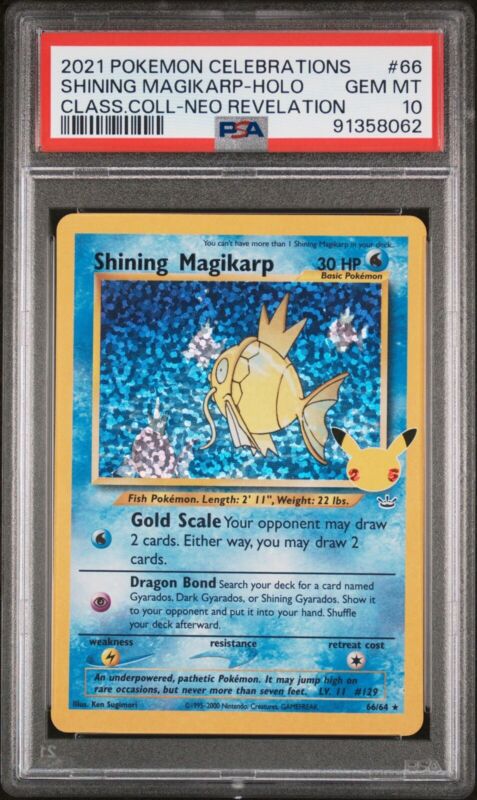 2021 POKEMON CELEBRATIONS #66
SHINING MAGIKARP-HOLO GEM MT
CLASS.COLL-NEO REVELATION 10
PSA 91358062
You can't have more than 1 Shining Magikarp in your deck.
Shining Magikarp 30 HP
Basic Pokémon
25
Fish Pokémon. Length: 2' 11", Weight: 22 lbs.
Gold Scale Your opponent may draw
2 cards. Either way, you may draw 2
cards.
Dragon Bond Search your deck for a card named
Gyarados, Dark Gyarados, or Shining Gyarados. Show it
to your opponent and put it into your hand. Shuffle
your deck afterward.
weakness resistance retreat cost
An underpowered, pathetic Pokémon. It may jump high on
rare occasions, but never more than seven feet. LV. 11 #129
Illus. Ken Sugimori ©1995-2000 Nintendo, Creatures, GAMEFREAK. 66/64 ★